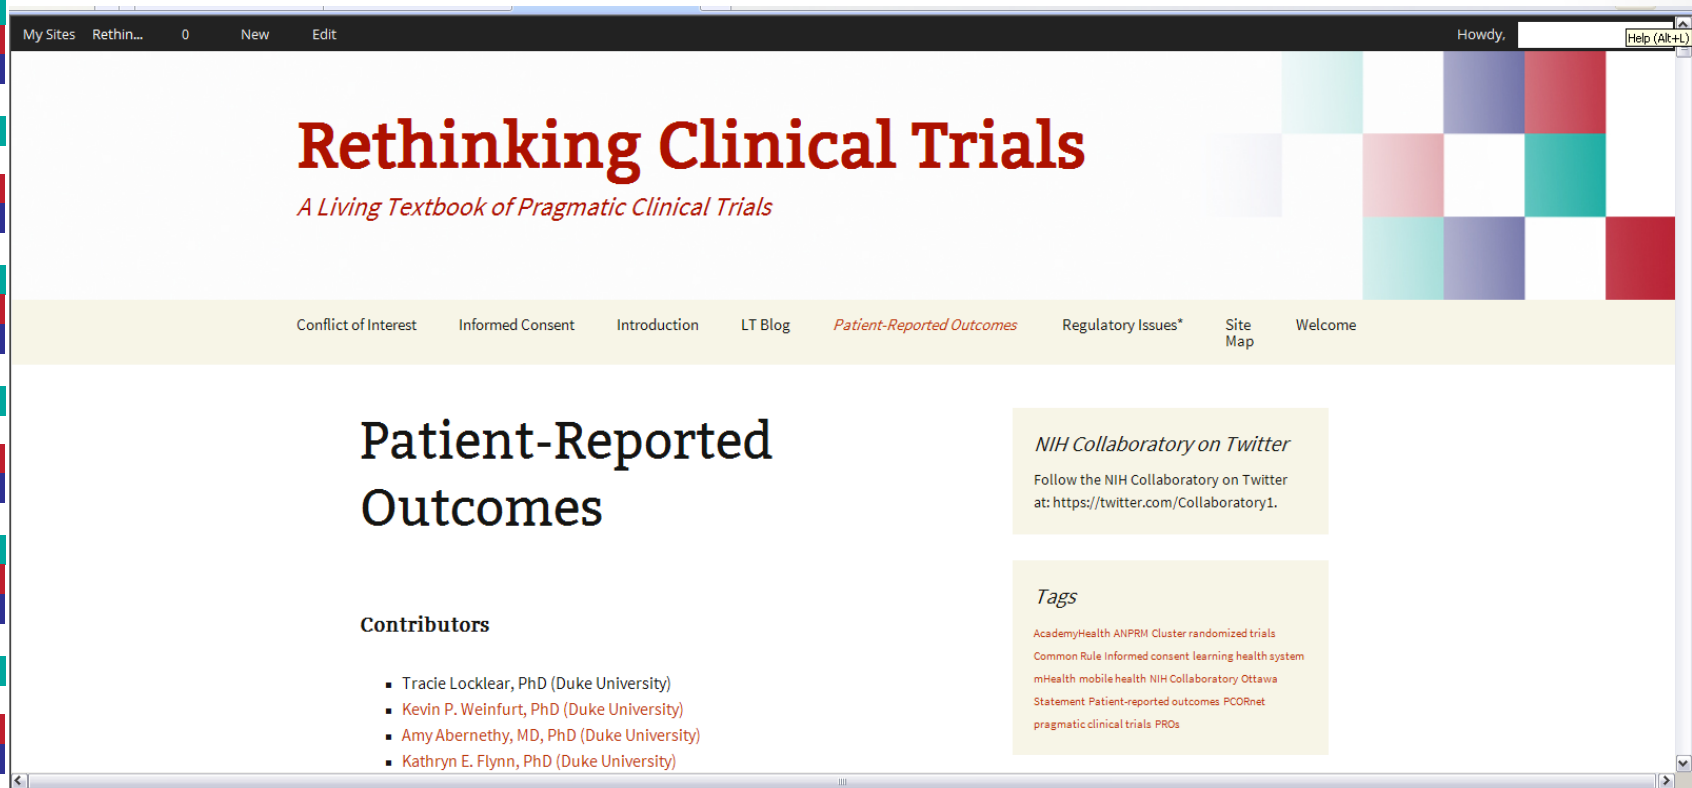 My Sites Rethin... 0 New Edit Howdy,
Help (Alt+L)
Rethinking Clinical Trials
A Living Textbook of Pragmatic Clinical Trials
Conflict of Interest Informed Consent Introduction LT Blog Patient-Reported Outcomes Regulatory Issues* Site Map Welcome
Patient-Reported
Outcomes
Contributors
Tracie Locklear, PhD (Duke University)
Kevin P. Weinfurt, PhD (Duke University)
Amy Abernethy, MD, PhD (Duke University)
Kathryn E. Flynn, PhD (Duke University)
NIH Collaboratory on Twitter
Follow the NIH Collaboratory on Twitter
at: https://twitter.com/Collaboratory1.
Tags
AcademyHealth ANPRM Cluster randomized trials
Common Rule Informed consent learning health system
mHealth mobile health NIH Collaboratory Ottawa
Statement Patient-reported outcomes PCORnet
pragmatic clinical trials PROs